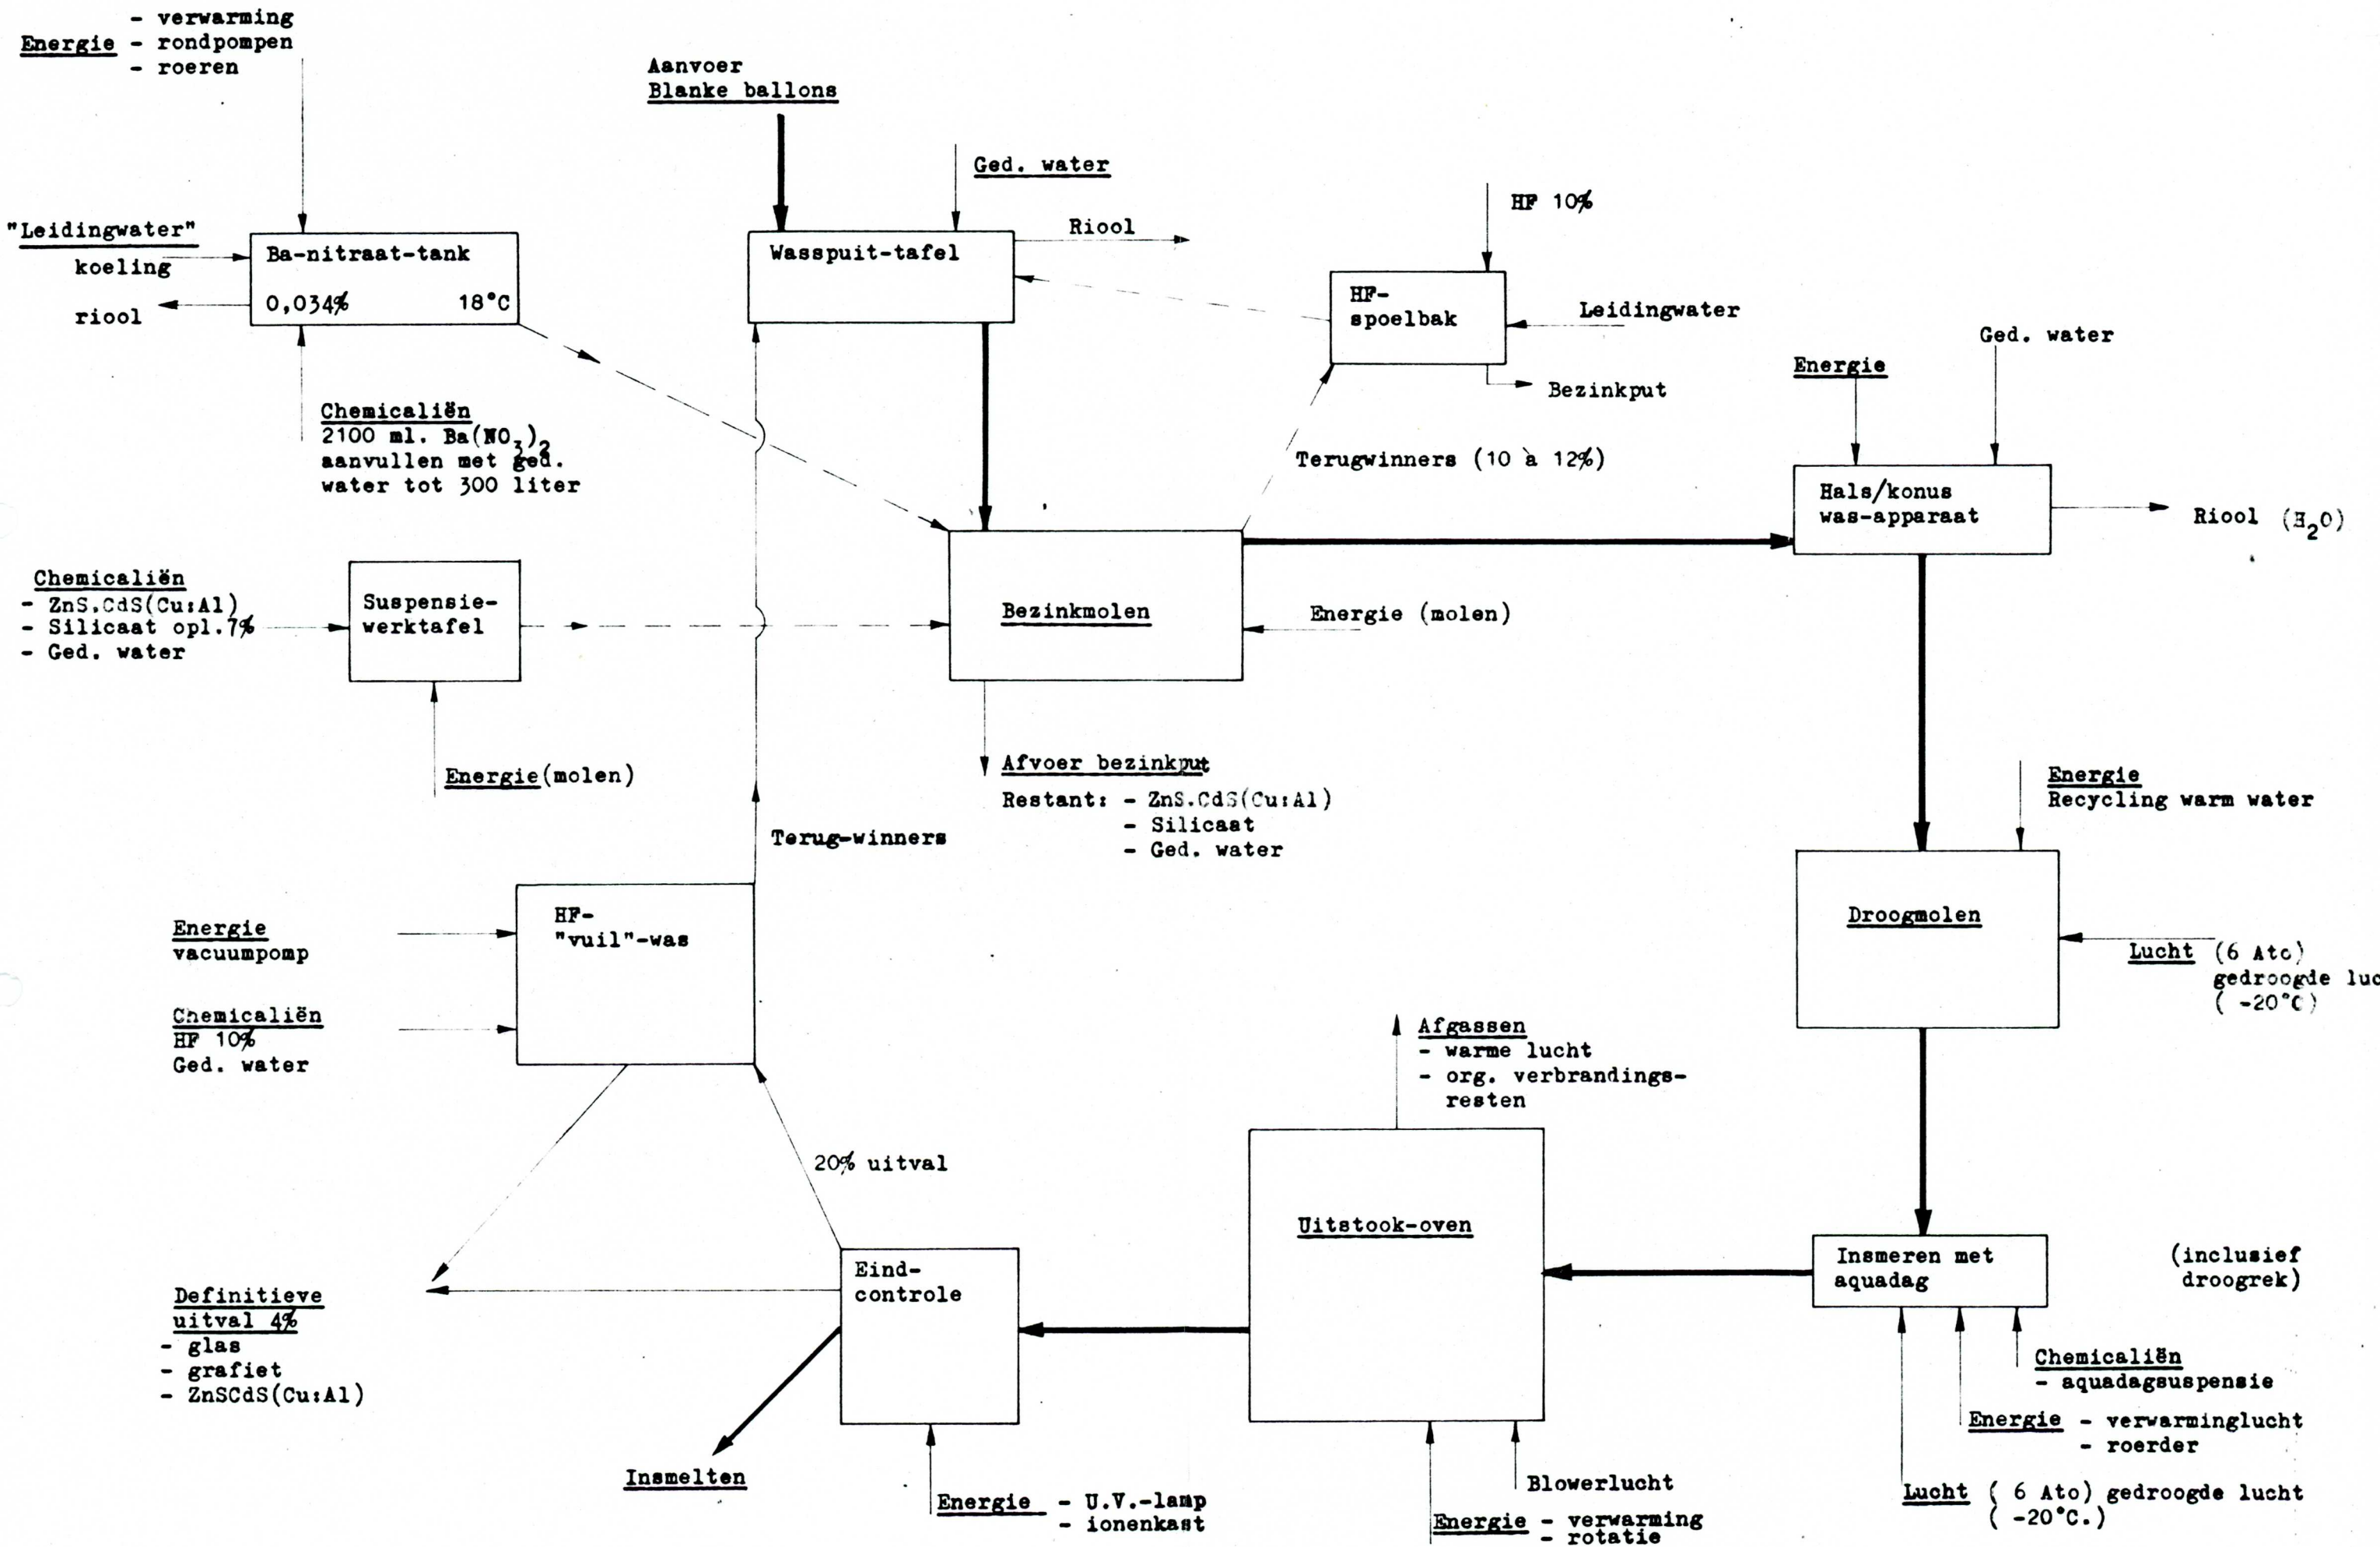 - verwarming
Energie - rondpompen
- roeren
Aanvoer
Blanke ballons
Ged. water
Riool
"Leidingwater"
koeling
riool
Ba-nitraat-tank
0,034% 18°C
Wasspuit-tafel
HF 10%
HF-
spoelbak
Leidingwater
Bezinkput
Chemicaliën
2100 ml. Ba(NO3)2
aanvullen met ged.
water tot 300 liter
Terugwinners (10 à 12%)
Energie
Ged. water
Hals/konus
was-apparaat
Riool (H2O)
Chemicaliën
- ZnS.CdS(Cu:Al)
- Silicaat opl.7%
- Ged. water
Suspensie-
werktafel
Energie(molen)
Bezinkmolen
Energie (molen)
Afvoer bezinkput
Restant: - ZnS.CdS(Cu:Al)
- Silicaat
- Ged. water
Terug-winners
Energie
Recycling warm water
Droogmolen
Lucht (6 Ato)
gedroogde luc
( -20°C)
Energie
vacuumpomp
Chemicaliën
HF 10%
Ged. water
HF-
"vuil"-was
Afgassen
- warme lucht
- org. verbrandings-
resten
20% uitval
Uitstook-oven
Insmeren met
aquadag
(inclusief
droogrek)
Eind-
controle
Definitieve
uitval 4%
- glas
- grafiet
- ZnSCdS(Cu:Al)
Insmelten
Energie - U.V.-lamp
- ionenkast
Blowerlucht
Energie - verwarming
- rotatie
Chemicaliën
- aquadagsuspensie
Energie - verwarminglucht
- roerder
Lucht ( 6 Ato) gedroogde lucht
( -20°C.)